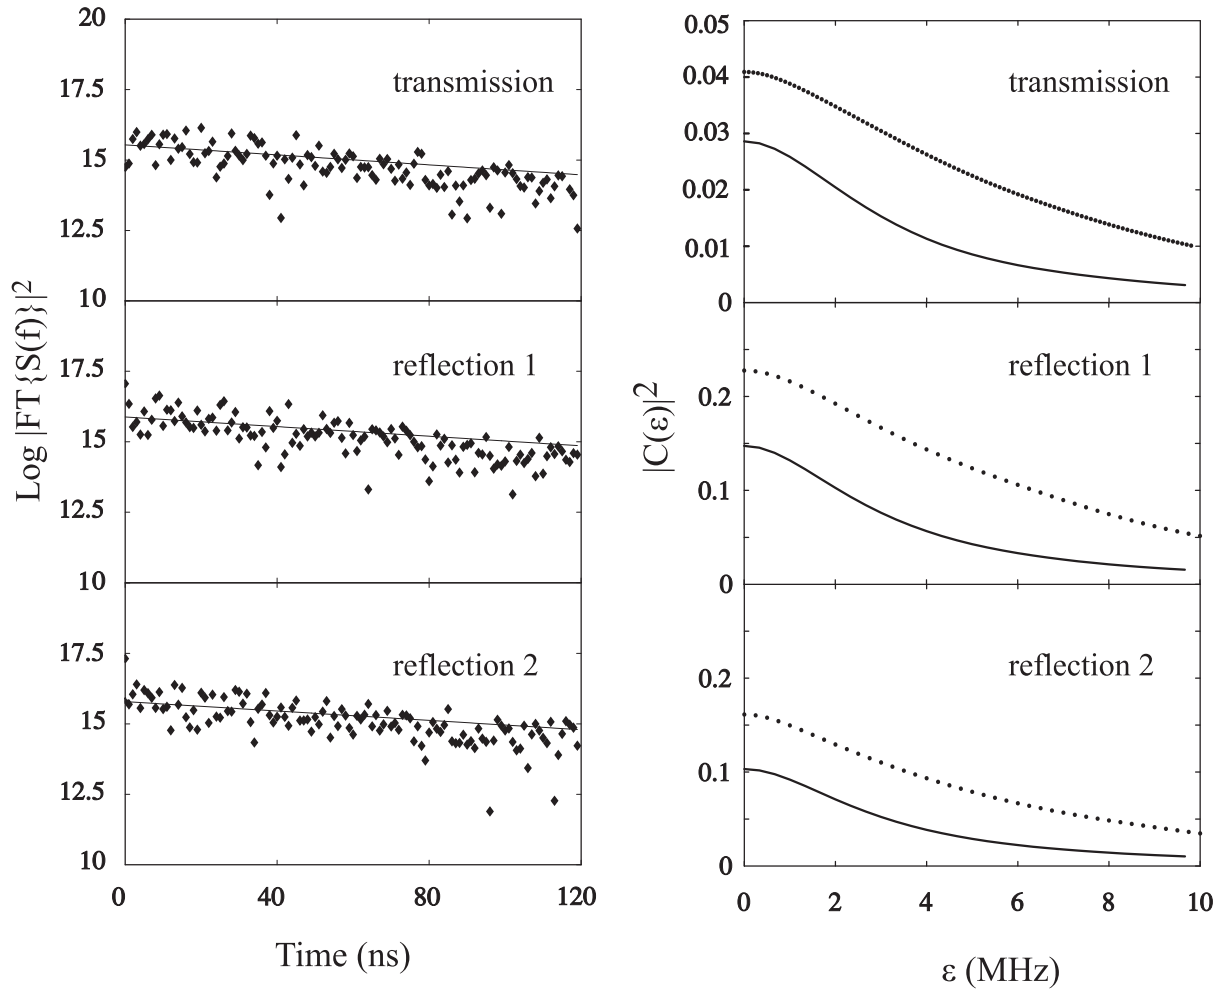 Log |FT{S(f)}|²
20
17.5
15
12.5
10
transmission
17.5
15
12.5
10
reflection 1
17.5
15
12.5
10
reflection 2
0 40 80 120
Time (ns)
|C(ε)|²
0.05
0.04
0.03
0.02
0.01
0
transmission
0.2
0.1
0
reflection 1
0.2
0.1
0
reflection 2
0 2 4 6 8 10
ε (MHz)